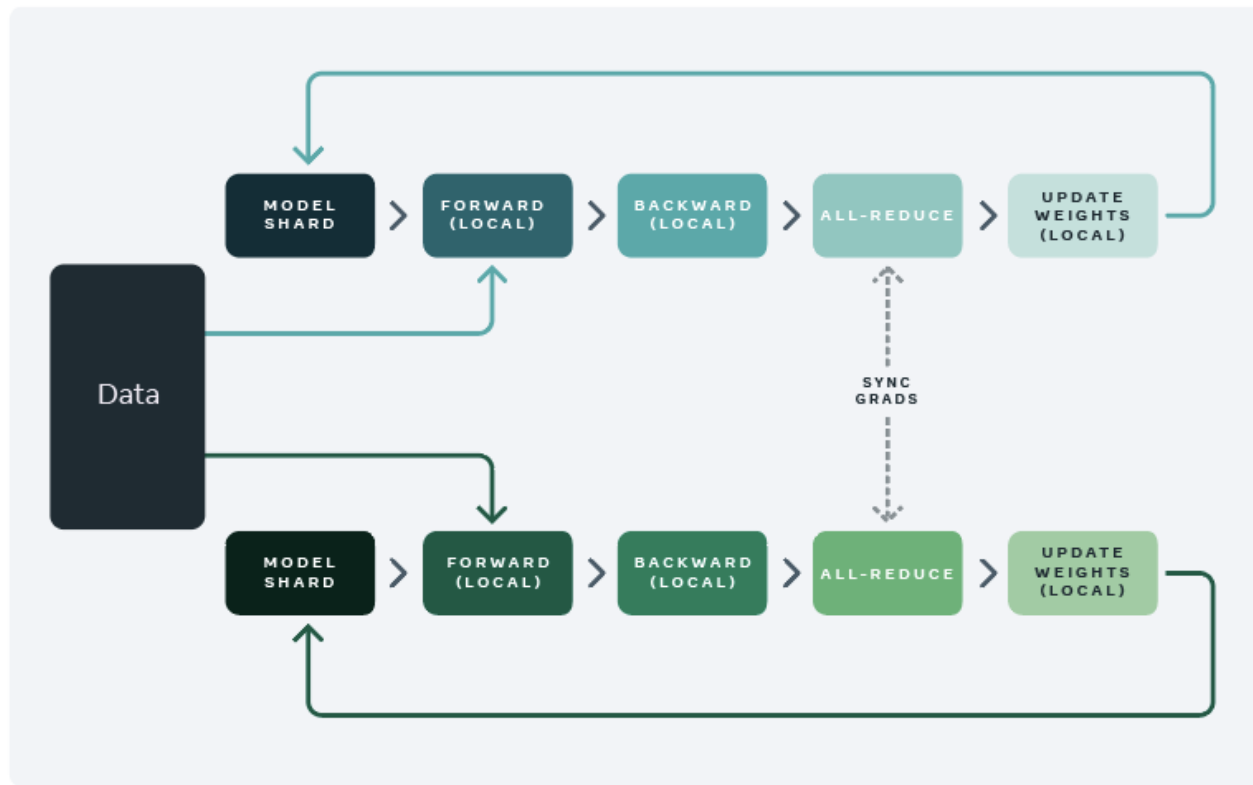 MODEL
SHARD
FORWARD
(LOCAL)
BACKWARD
(LOCAL)
ALL-REDUCE
UPDATE
WEIGHTS
(LOCAL)
Data
SYNC
GRADS
MODEL
SHARD
FORWARD
(LOCAL)
BACKWARD
(LOCAL)
ALL-REDUCE
UPDATE
WEIGHTS
(LOCAL)